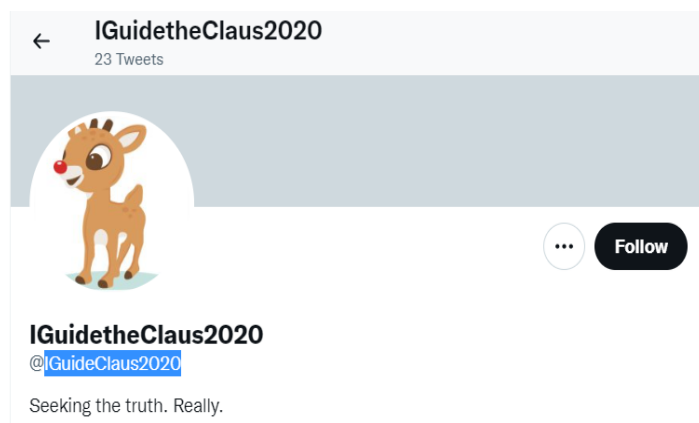 IGuidetheClaus2020
23 Tweets
Follow
IGuidetheClaus2020
@IGuideClaus2020
Seeking the truth. Really.